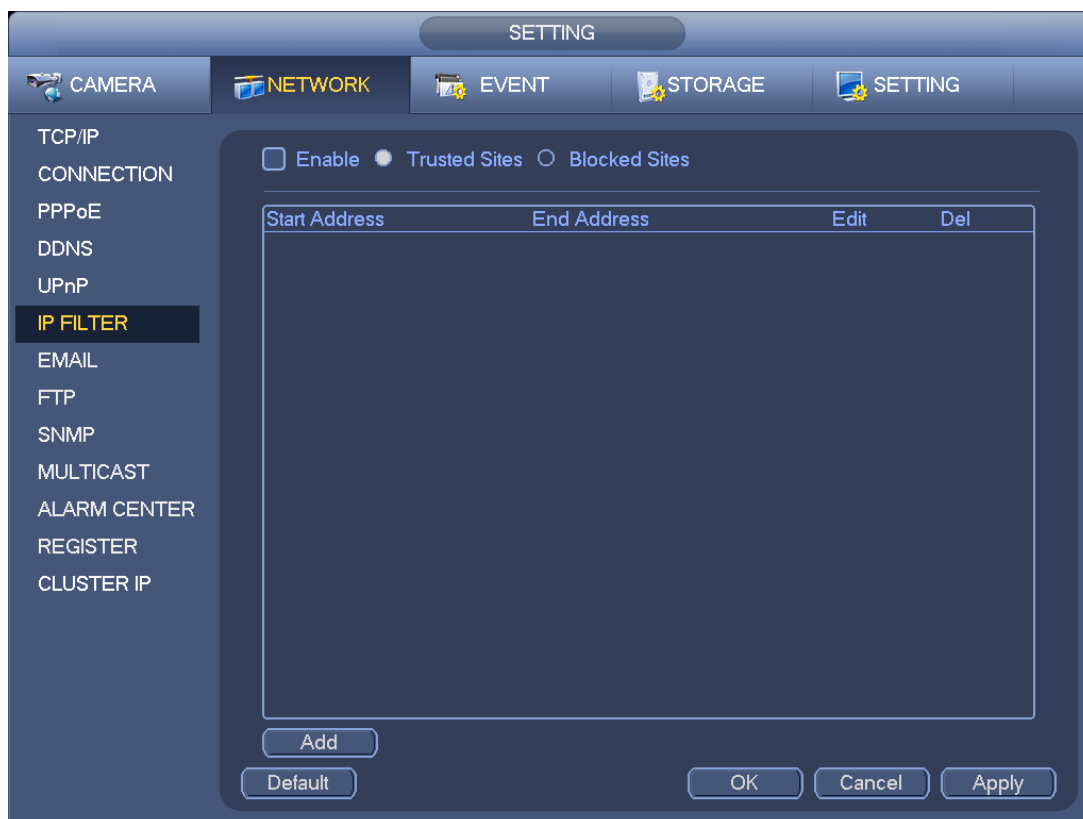 SETTING
CAMERA NETWORK EVENT STORAGE SETTING
TCP/IP
CONNECTION
PPPoE
DDNS
UPnP
IP FILTER
EMAIL
FTP
SNMP
MULTICAST
ALARM CENTER
REGISTER
CLUSTER IP
Enable Trusted Sites Blocked Sites
Start Address End Address Edit Del
Add
Default OK Cancel Apply